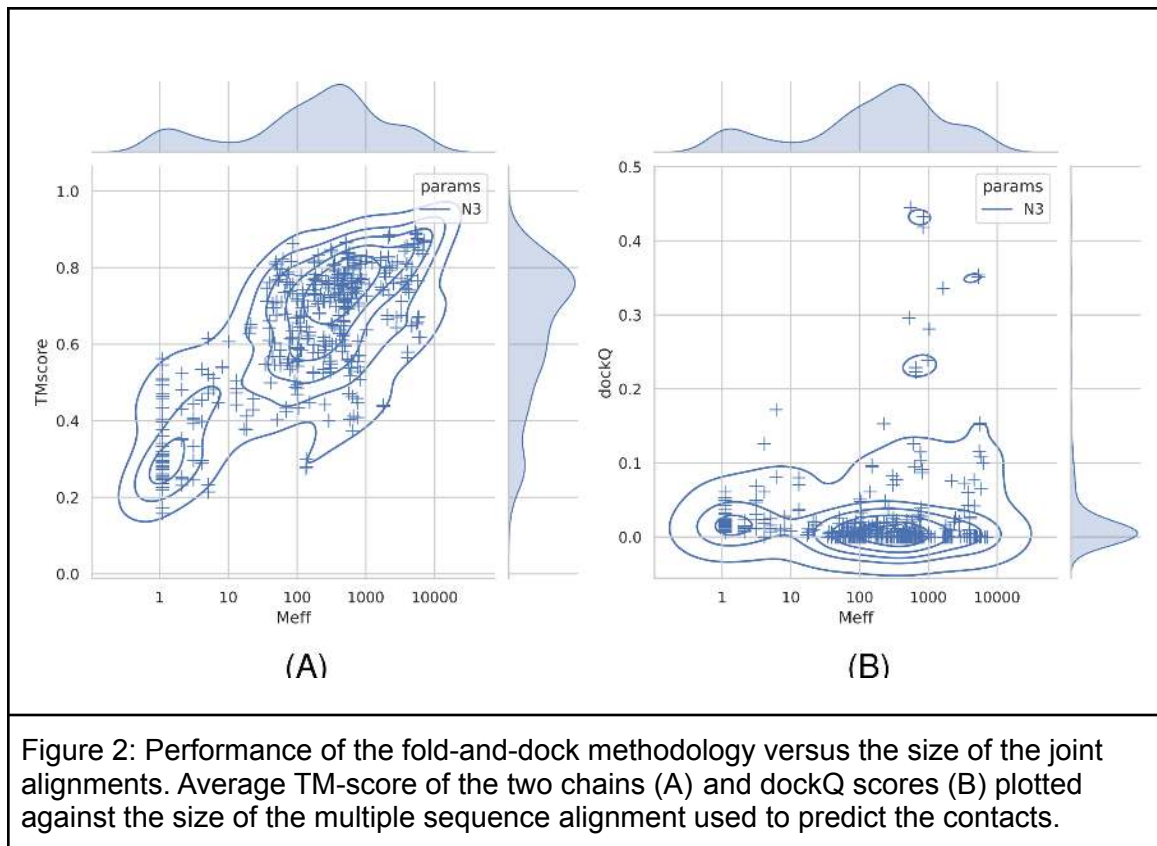 params
N3
1.0
0.8
0.6
0.4
0.2
0.0
TMscore
1 10 100 1000 10000
Meff
(A)
params
N3
0.5
0.4
0.3
0.2
0.1
0.0
dockQ
1 10 100 1000 10000
Meff
(B)
Figure 2: Performance of the fold-and-dock methodology versus the size of the joint
alignments. Average TM-score of the two chains (A) and dockQ scores (B) plotted
against the size of the multiple sequence alignment used to predict the contacts.